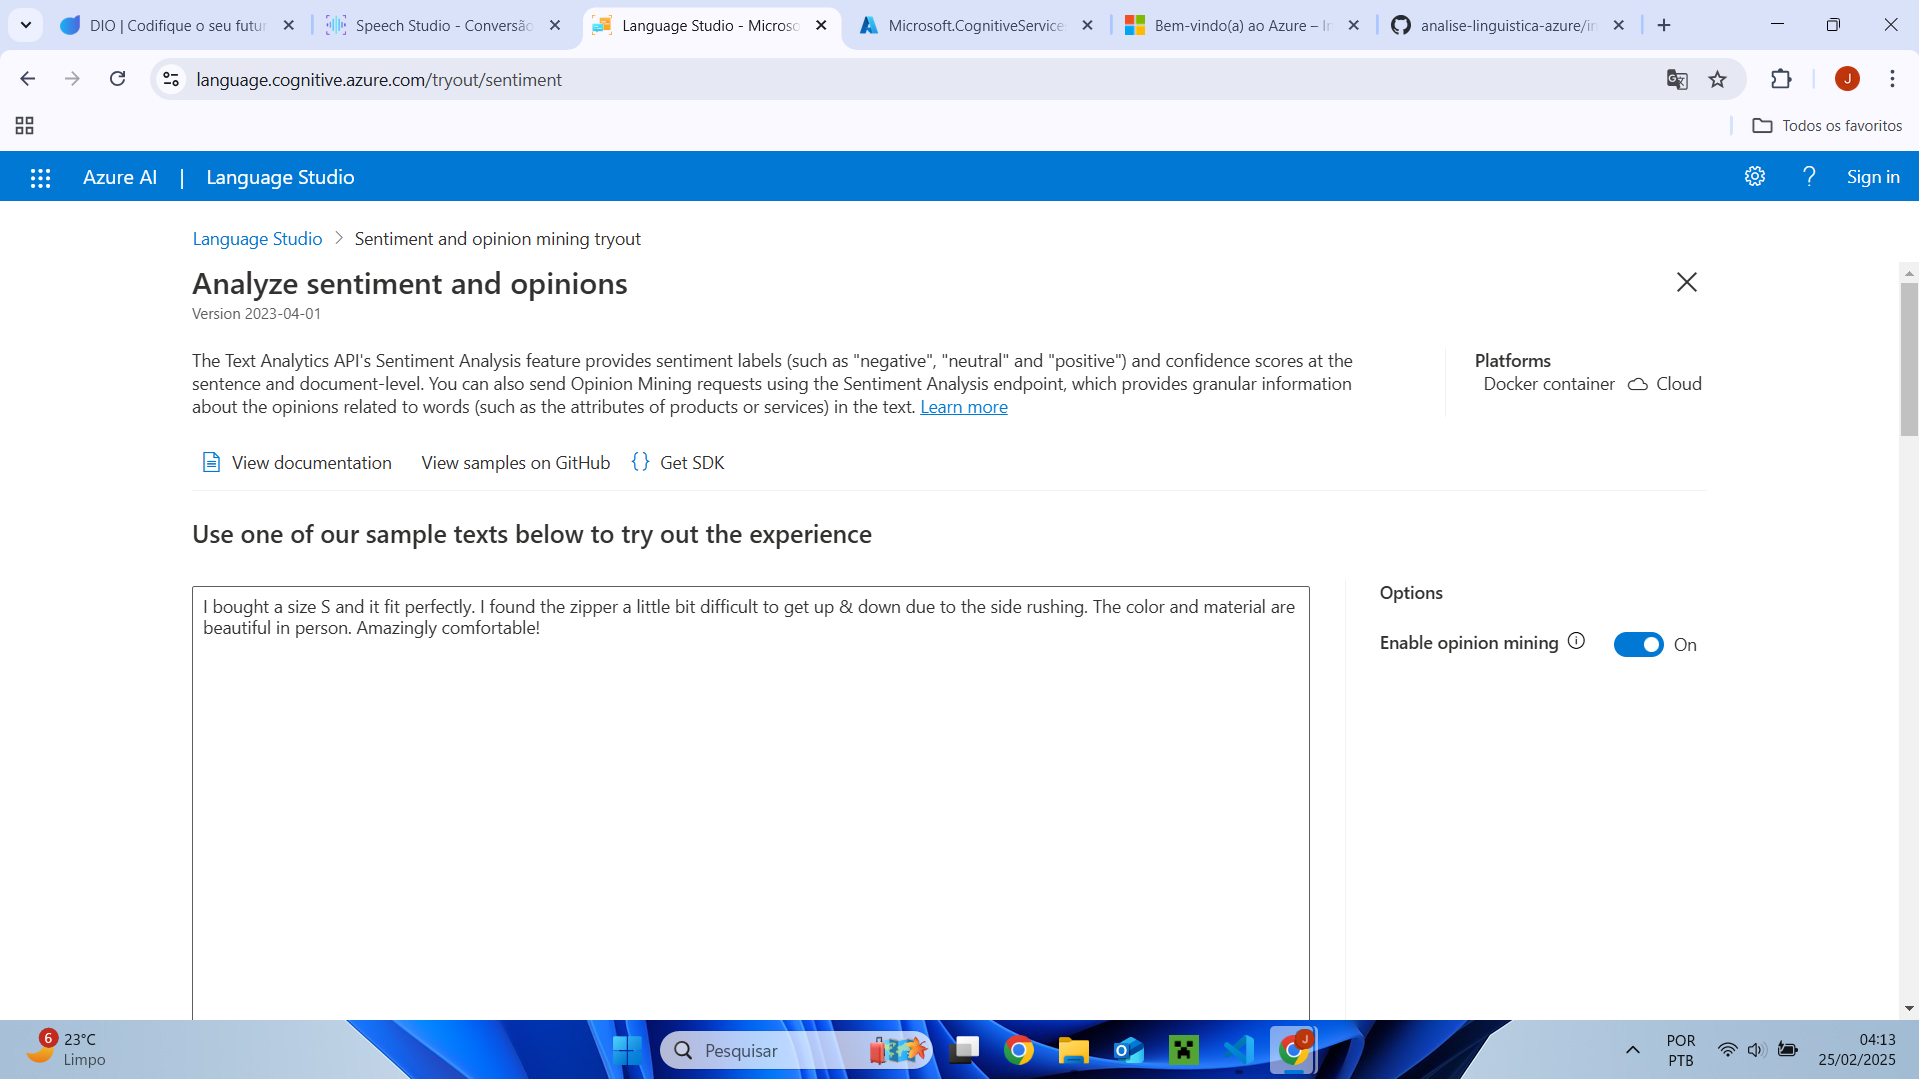 DIO | Codifique o seu futur
Speech Studio - Conversão
Language Studio - Microso
Microsoft.CognitiveService
Bem-vindo(a) ao Azure – In
analise-linguistica-azure/in
language.cognitive.azure.com/tryout/sentiment
J
Todos os favoritos
Azure AI | Language Studio
Sign in
Language Studio > Sentiment and opinion mining tryout
Analyze sentiment and opinions
Version 2023-04-01
The Text Analytics API's Sentiment Analysis feature provides sentiment labels (such as "negative", "neutral" and "positive") and confidence scores at the
sentence and document-level. You can also send Opinion Mining requests using the Sentiment Analysis endpoint, which provides granular information
about the opinions related to words (such as the attributes of products or services) in the text. Learn more
Platforms
Docker container Cloud
View documentation View samples on GitHub {} Get SDK
Use one of our sample texts below to try out the experience
I bought a size S and it fit perfectly. I found the zipper a little bit difficult to get up & down due to the side rushing. The color and material are
beautiful in person. Amazingly comfortable!
Options
Enable opinion mining On
6
23°C
Limpo
Pesquisar
J
POR
PTB
04:13
25/02/2025